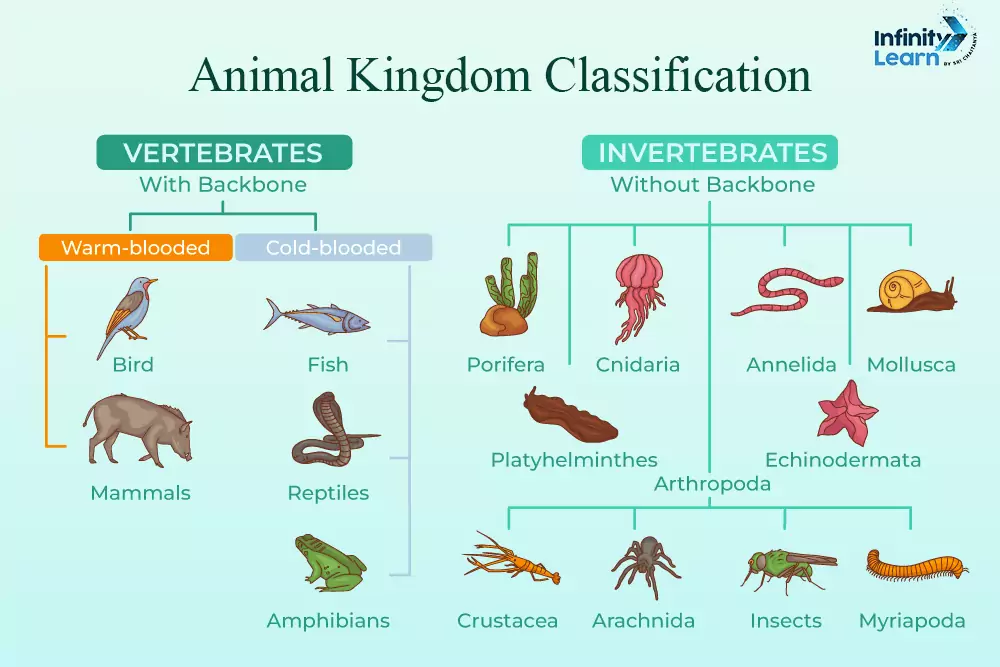 Infinity
Learn
BY SRI CHAITANYA
Animal Kingdom Classification
VERTEBRATES
With Backbone
Warm-blooded
Cold-blooded
Bird
Fish
Mammals
Reptiles
Amphibians
INVERTEBRATES
Without Backbone
Porifera
Cnidaria
Annelida
Mollusca
Platyhelminthes
Echinodermata
Arthropoda
Crustacea
Arachnida
Insects
Myriapoda